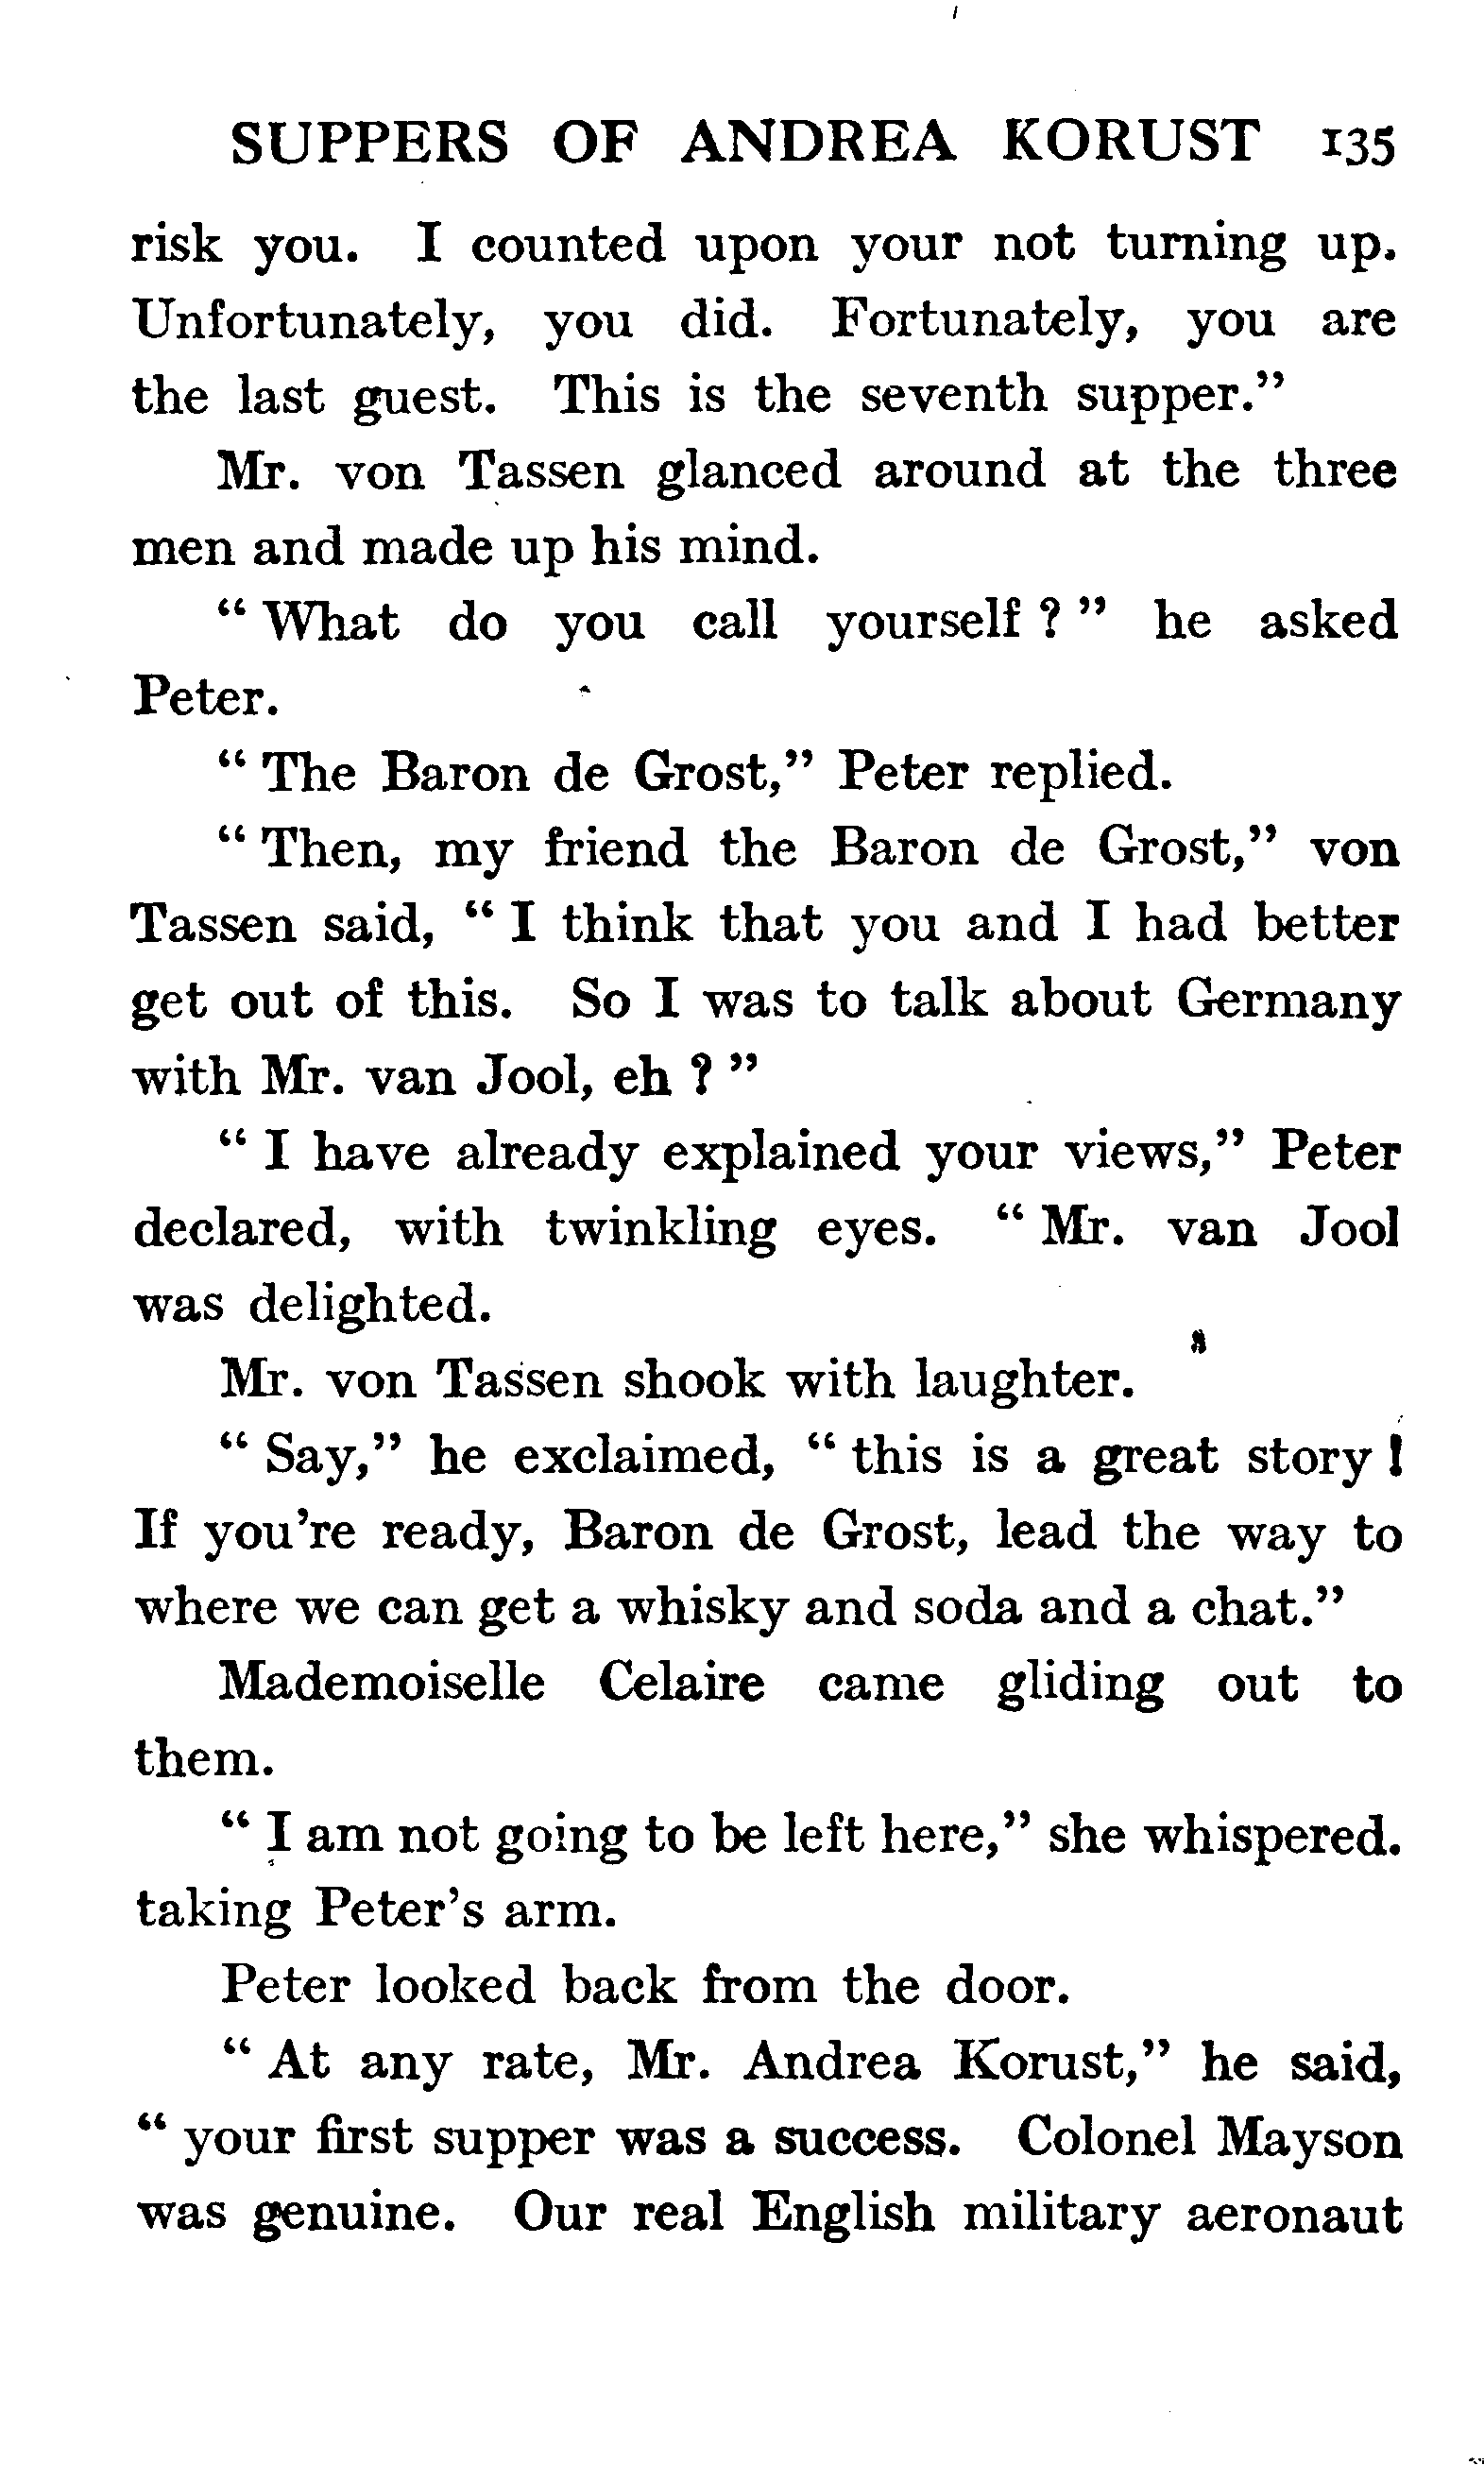 SUPPERS OF ANDREA KORUST 135
risk you. I counted upon your not turning up.
Unfortunately, you did. Fortunately, you are
the last guest. This is the seventh supper."
Mr. von Tassen glanced around at the three
men and made up his mind.
" What do you call yourself ? " he asked
Peter.
" The Baron de Grost," Peter replied.
" Then, my friend the Baron de Grost," von
Tassen said, " I think that you and I had better
get out of this. So I was to talk about Germany
with Mr. van Jool, eh ? "
" I have already explained your views," Peter
declared, with twinkling eyes. " Mr. van Jool
was delighted.
Mr. von Tassen shook with laughter.
" Say," he exclaimed, " this is a great story !
If you're ready, Baron de Grost, lead the way to
where we can get a whisky and soda and a chat."
Mademoiselle Celaire came gliding out to
them.
" I am not going to be left here," she whispered.
taking Peter's arm.
Peter looked back from the door.
" At any rate, Mr. Andrea Korust," he said,
" your first supper was a success. Colonel Mayson
was genuine. Our real English military aeronaut